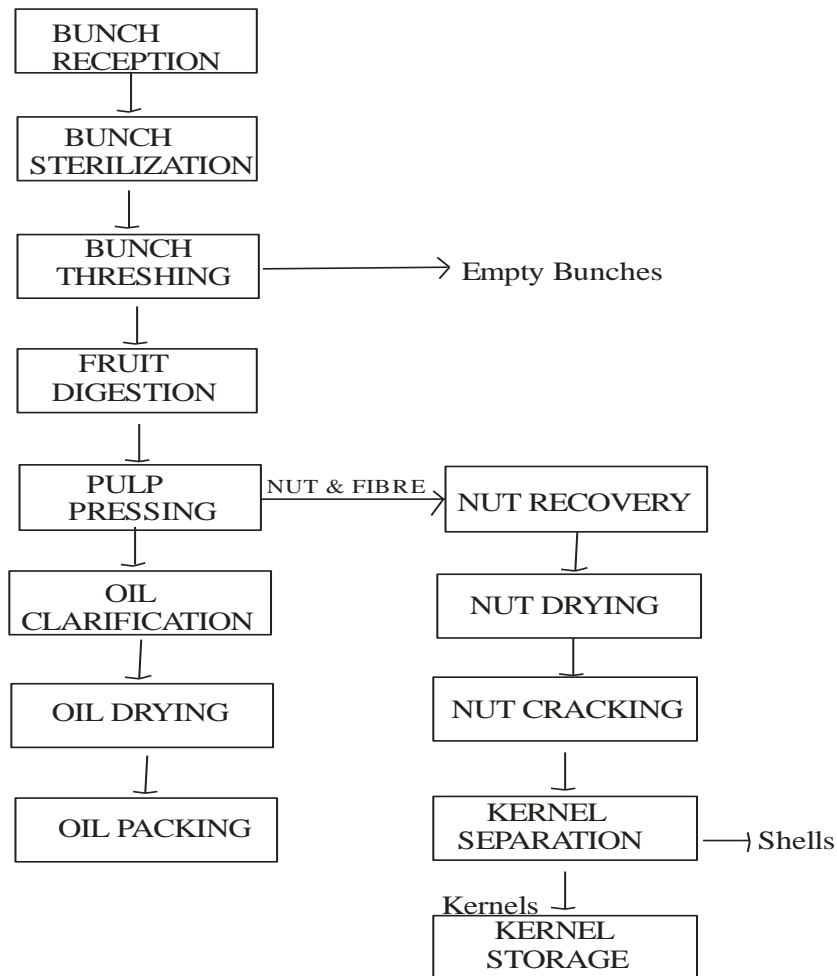 BUNCH
RECEPTION
BUNCH
STERILIZATION
BUNCH
THRESHING
Empty Bunches
FRUIT
DIGESTION
PULP
PRESSING
NUT & FIBRE
NUT RECOVERY
OIL
CLARIFICATION
NUT DRYING
OIL DRYING
NUT CRACKING
OIL PACKING
KERNEL
SEPARATION
Shells
Kernels
KERNEL
STORAGE